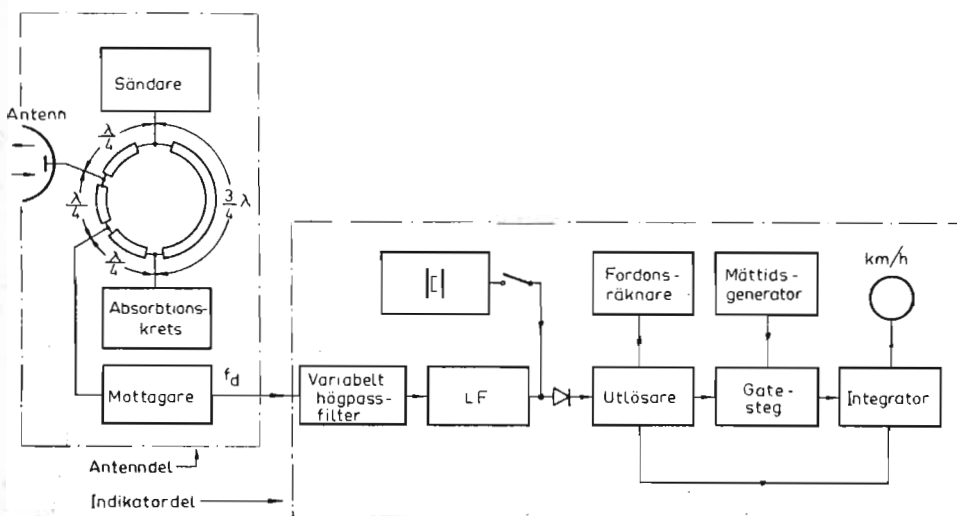 Sändare
Antenn
λ/4
λ/4
λ/4
3/4 λ
Absorbtions-
krets
Mottagare
fd
Antenndel
Indikatordel
Variabelt
högpass-
filter
LF
Fordons-
räknare
Mättids-
generator
km/h
Utlösare
Gate-
steg
Integrator